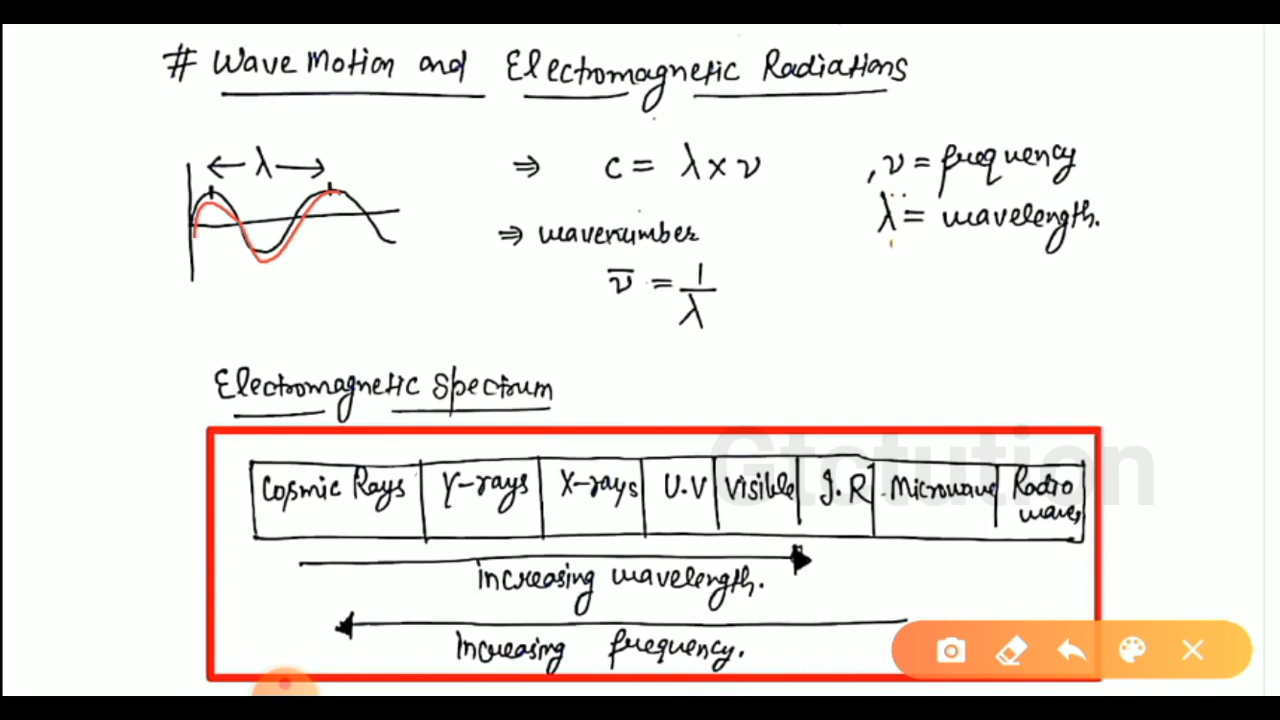 # Wave Motion and Electromagnetic Radiations
← λ →
⇒ c = λ × ν
, ν = frequency
λ = wavelength.
⇒ wavenumber
ν̅ = 1/λ
Electromagnetic Spectrum
Gtctution
Cosmic Rays | γ-rays | X-rays | U.V | Visible | I.R | Microwave | Radio waves
increasing wavelength.
Increasing frequency.